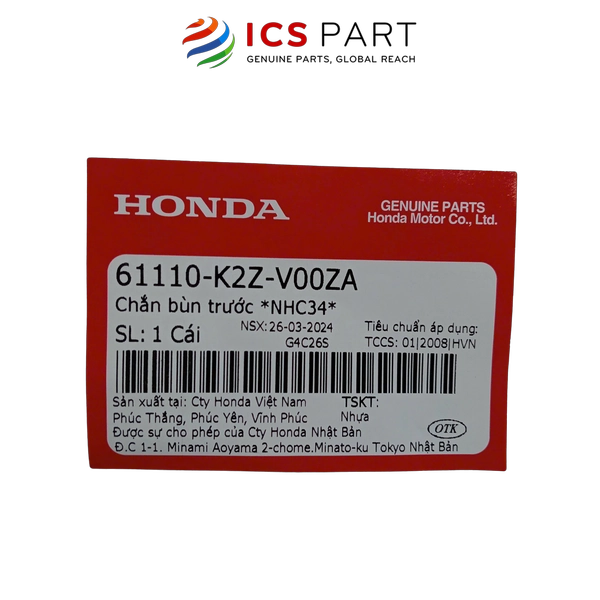 ICS PART
GENUINE PARTS, GLOBAL REACH
HONDA
GENUINE PARTS
Honda Motor Co., Ltd.
61110-K2Z-V00ZA
Chắn bùn trước *NHC34*
SL: 1 Cái
NSX: 26-03-2024
G4C26S
Tiêu chuẩn áp dụng:
TCCS: 01|2008|HVN
Sản xuất tại: Cty Honda Việt Nam
Phúc Thắng, Phúc Yên, Vĩnh Phúc
TSKT:
Nhựa
Được sự cho phép của Cty Honda Nhật Bản
Đ.C 1-1. Minami Aoyama 2-chome.Minato-ku Tokyo Nhật Bản
OTK